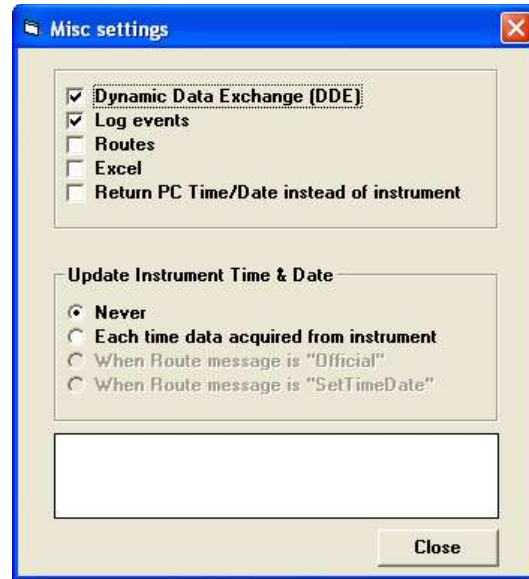 Misc settings
Dynamic Data Exchange (DDE)
Log events
Routes
Excel
Return PC Time/Date instead of instrument
Update Instrument Time & Date
Never
Each time data acquired from instrument
When Route message is "Official"
When Route message is "SetTimeDate"
Close